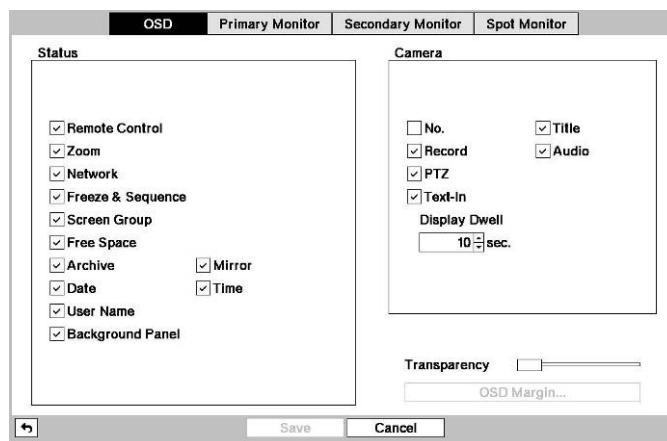 OSD Primary Monitor Secondary Monitor Spot Monitor
Status
Remote Control
Zoom
Network
Freeze & Sequence
Screen Group
Free Space
Archive Mirror
Date Time
User Name
Background Panel
Camera
No. Title
Record Audio
PTZ
Text-In
Display Dwell
10 sec.
Transparency
OSD Margin...
Save Cancel